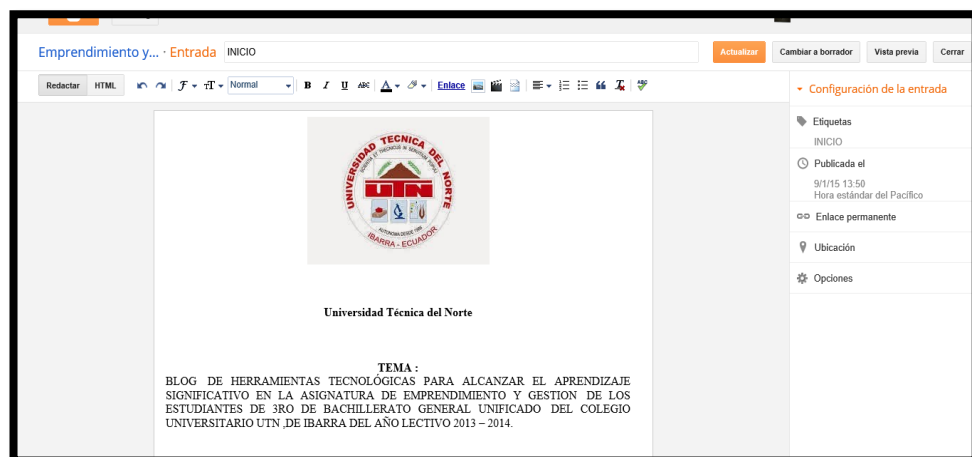 Emprendimiento y... · Entrada INICIO
Actualizar Cambiar a borrador Vista previa Cerrar
Redactar HTML Normal B I U ABC A Enlace ABC
Configuración de la entrada
Etiquetas
INICIO
Publicada el
9/1/15 13:50
Hora estándar del Pacífico
Enlace permanente
Ubicación
Opciones
UNIVERSIDAD TECNICA DEL NORTE
UTN
IBARRA - ECUADOR
Universidad Técnica del Norte
TEMA :
BLOG DE HERRAMIENTAS TECNOLÓGICAS PARA ALCANZAR EL APRENDIZAJE
SIGNIFICATIVO EN LA ASIGNATURA DE EMPRENDIMIENTO Y GESTION DE LOS
ESTUDIANTES DE 3RO DE BACHILLERATO GENERAL UNIFICADO DEL COLEGIO
UNIVERSITARIO UTN ,DE IBARRA DEL AÑO LECTIVO 2013 – 2014.